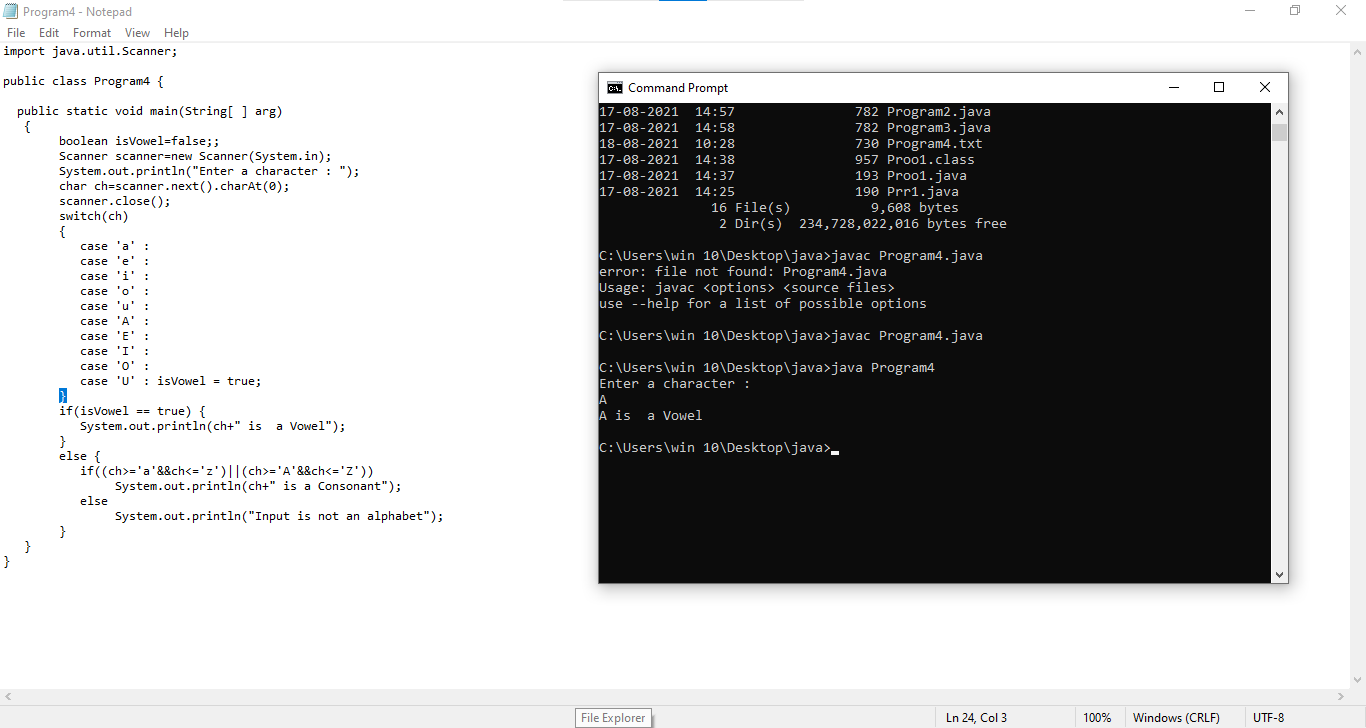 Program4 - Notepad
File Edit Format View Help
import java.util.Scanner;
public class Program4 {
public static void main(String[ ] arg)
{
boolean isVowel=false;;
Scanner scanner=new Scanner(System.in);
System.out.println("Enter a character : ");
char ch=scanner.next().charAt(0);
scanner.close();
switch(ch)
{
case 'a' :
case 'e' :
case 'i' :
case 'o' :
case 'u' :
case 'A' :
case 'E' :
case 'I' :
case 'O' :
case 'U' : isVowel = true;
}
if(isVowel == true) {
System.out.println(ch+" is  a Vowel");
}
else {
if((ch>='a'&&ch<='z')||(ch>='A'&&ch<='Z'))
System.out.println(ch+" is a Consonant");
else
System.out.println("Input is not an alphabet");
}
}
}
Command Prompt
17-08-2021  14:57               782 Program2.java
17-08-2021  14:58               782 Program3.java
18-08-2021  10:28               730 Program4.txt
17-08-2021  14:38               957 Proo1.class
17-08-2021  14:37               193 Proo1.java
17-08-2021  14:25               190 Prr1.java
16 File(s)          9,608 bytes
2 Dir(s)  234,728,022,016 bytes free
C:\Users\win 10\Desktop\java>javac Program4.java
error: file not found: Program4.java
Usage: javac <options> <source files>
use --help for a list of possible options
C:\Users\win 10\Desktop\java>javac Program4.java
C:\Users\win 10\Desktop\java>java Program4
Enter a character :
A
A is  a Vowel
C:\Users\win 10\Desktop\java>
File Explorer
Ln 24, Col 3 100% Windows (CRLF) UTF-8